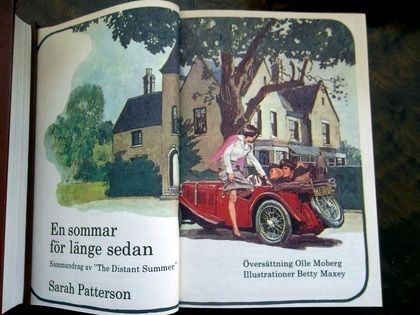 En sommar
för länge sedan
Sammandrag av "The Distant Summer"
Sarah Patterson
Översättning Olle Moberg
Illustrationer Betty Maxey